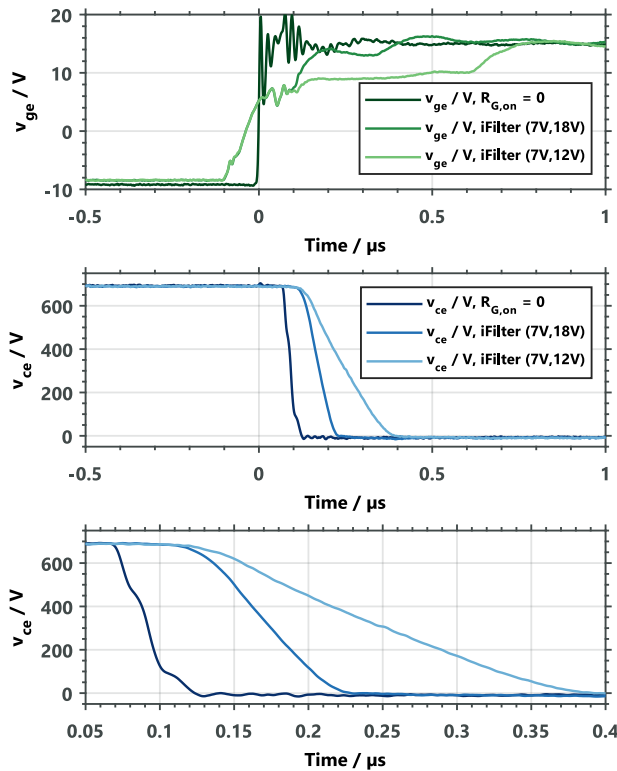 20
10
0
-10
v_ge / V
v_ge / V, R_G,on = 0
v_ge / V, iFilter (7V,18V)
v_ge / V, iFilter (7V,12V)
-0.5 0 0.5 1
Time / µs
600
400
200
0
v_ce / V
v_ce / V, R_G,on = 0
v_ce / V, iFilter (7V,18V)
v_ce / V, iFilter (7V,12V)
-0.5 0 0.5 1
Time / µs
600
400
200
0
v_ce / V
0.05 0.1 0.15 0.2 0.25 0.3 0.35 0.4
Time / µs